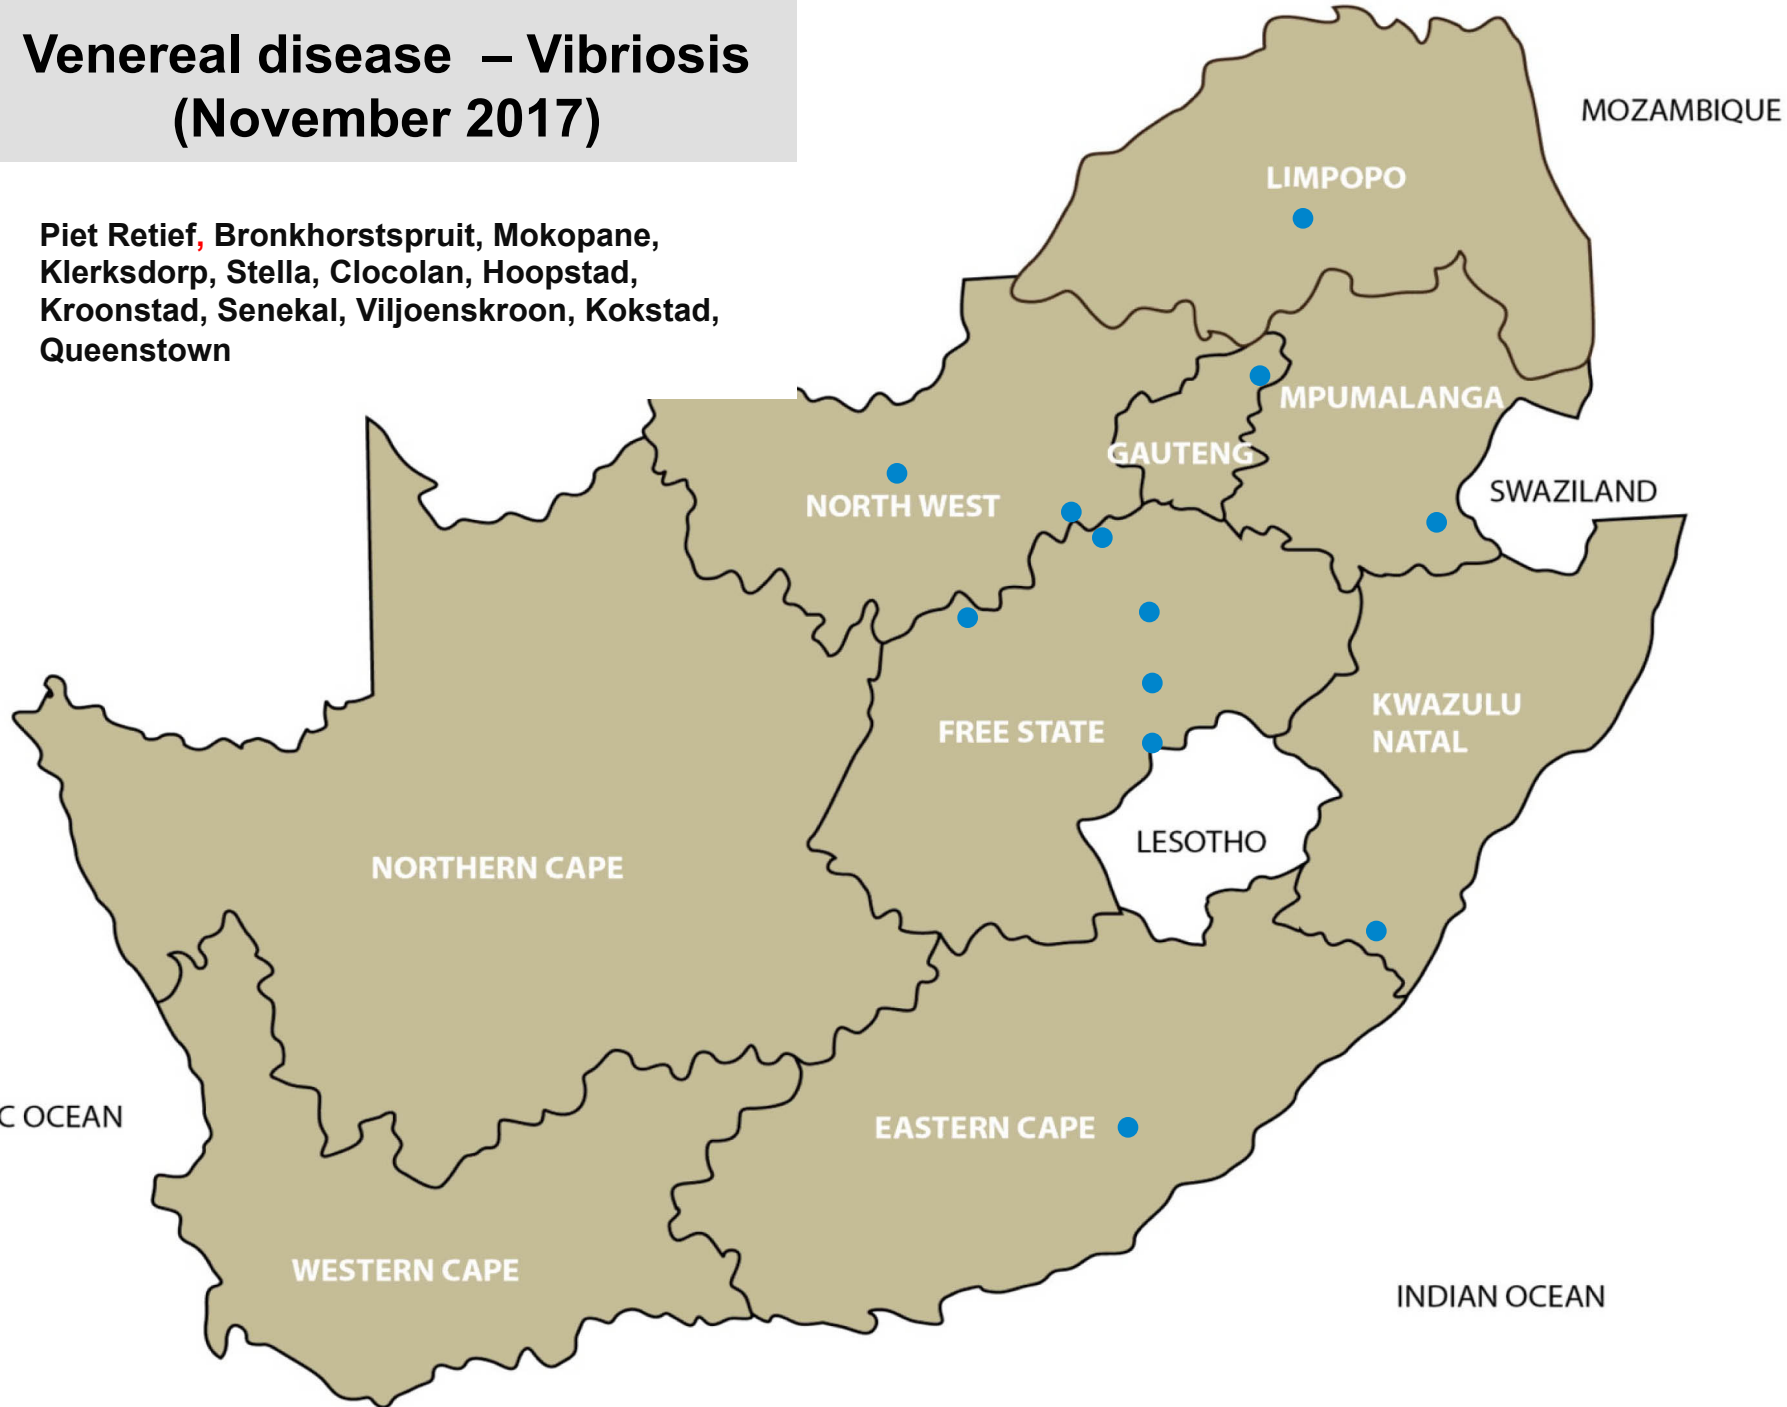 Venereal disease – Vibriosis
(November 2017)
Piet Retief, Bronkhorstspruit, Mokopane,
Klerksdorp, Stella, Clocolan, Hoopstad,
Kroonstad, Senekal, Viljoenskroon, Kokstad,
Queenstown
MOZAMBIQUE
LIMPOPO
MPUMALANGA
GAUTENG
SWAZILAND
NORTH WEST
KWAZULU
NATAL
FREE STATE
LESOTHO
NORTHERN CAPE
C OCEAN
EASTERN CAPE
WESTERN CAPE
INDIAN OCEAN